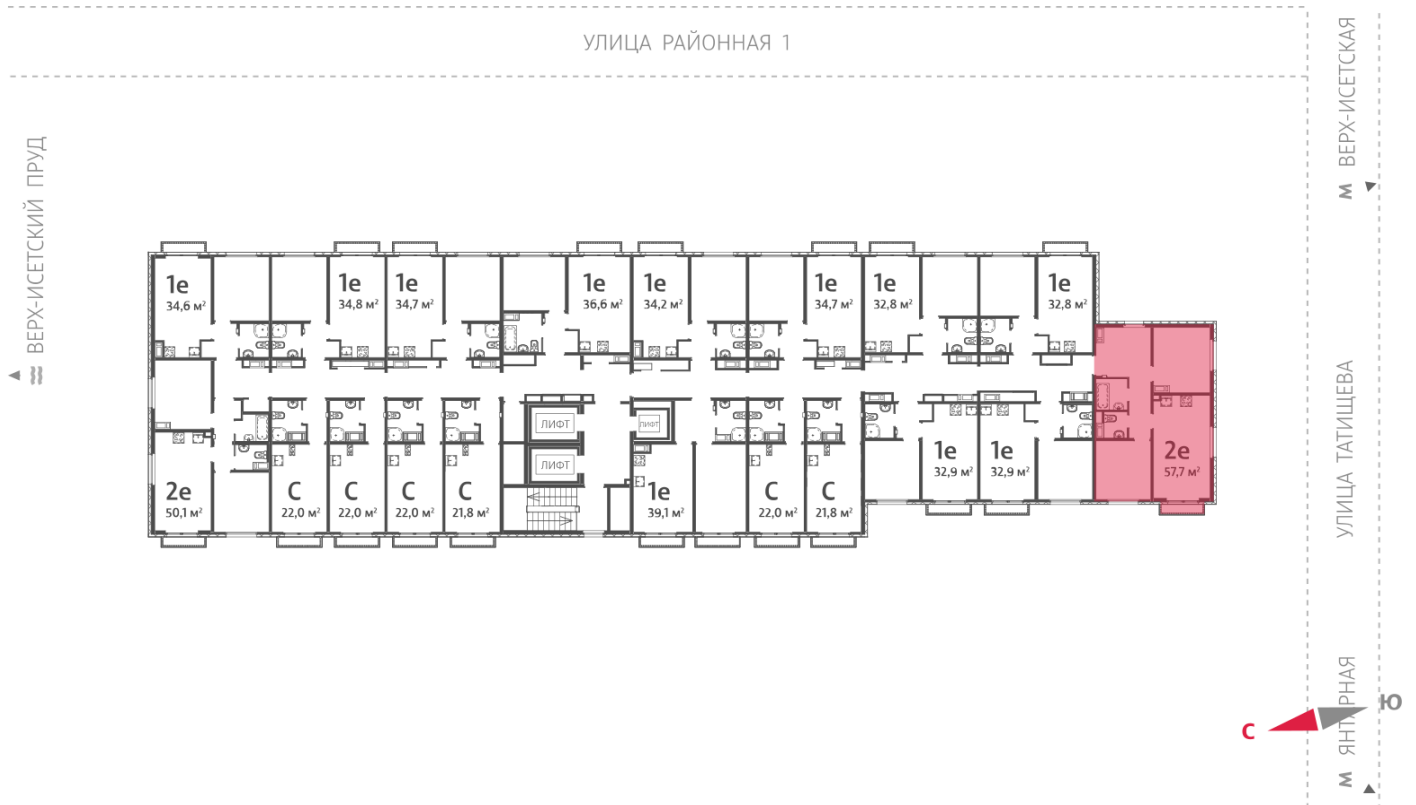 УЛИЦА РАЙОННАЯ 1
М ВЕРХ-ИСЕТСКАЯ
ВЕРХ-ИСЕТСКИЙ ПРУД
1е
34,6 м²
1е
34,8 м²
1е
34,7 м²
1е
36,6 м²
1е
34,2 м²
1е
34,7 м²
1е
32,8 м²
1е
32,8 м²
ЛИФТ
ЛИФТ
ЛИФТ
2е
50,1 м²
С
22,0 м²
С
22,0 м²
С
22,0 м²
С
21,8 м²
1е
39,1 м²
С
22,0 м²
С
21,8 м²
1е
32,9 м²
1е
32,9 м²
2е
57,7 м²
УЛИЦА ТАТИЩЕВА
М ЯНТАРНАЯ
С
Ю